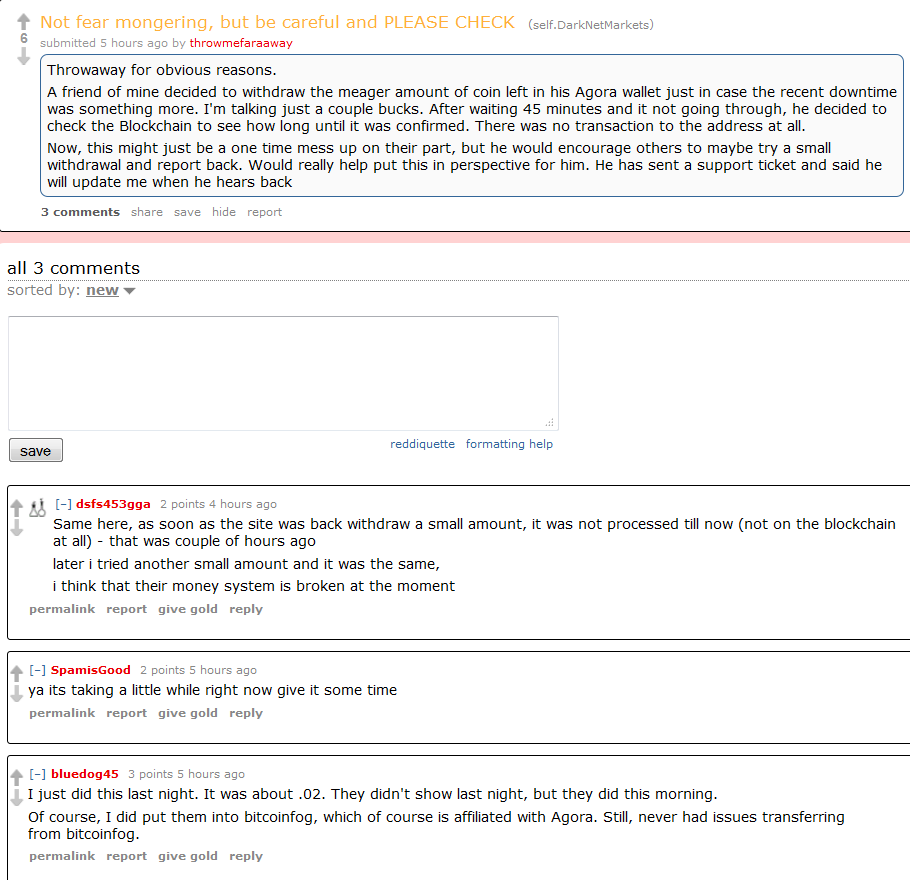 Not fear mongering, but be careful and PLEASE CHECK (self.DarkNetMarkets)
6
submitted 5 hours ago by throwmefaraaway
Throwaway for obvious reasons.
A friend of mine decided to withdraw the meager amount of coin left in his Agora wallet just in case the recent downtime
was something more. I'm talking just a couple bucks. After waiting 45 minutes and it not going through, he decided to
check the Blockchain to see how long until it was confirmed. There was no transaction to the address at all.
Now, this might just be a one time mess up on their part, but he would encourage others to maybe try a small
withdrawal and report back. Would really help put this in perspective for him. He has sent a support ticket and said he
will update me when he hears back
3 comments share save hide report
all 3 comments
sorted by: new
save
reddiquette formatting help
[–] dsfs453gga 2 points 4 hours ago
Same here, as soon as the site was back withdraw a small amount, it was not processed till now (not on the blockchain
at all) - that was couple of hours ago
later i tried another small amount and it was the same,
i think that their money system is broken at the moment
permalink report give gold reply
[–] SpamisGood 2 points 5 hours ago
ya its taking a little while right now give it some time
permalink report give gold reply
[–] bluedog45 3 points 5 hours ago
I just did this last night. It was about .02. They didn't show last night, but they did this morning.
Of course, I did put them into bitcoinfog, which of course is affiliated with Agora. Still, never had issues transferring
from bitcoinfog.
permalink report give gold reply